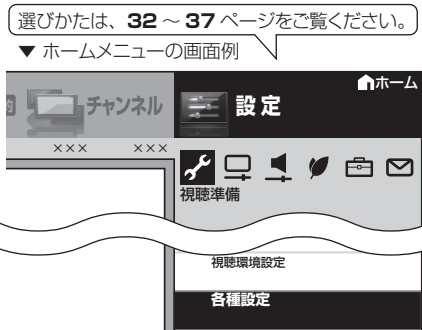 選びかたは、32 ~ 37 ページをご覧ください。
▼ ホームメニューの画面例
ホーム
チャンネル
設定
××× ×××
視聴準備
視聴環境設定
各種設定